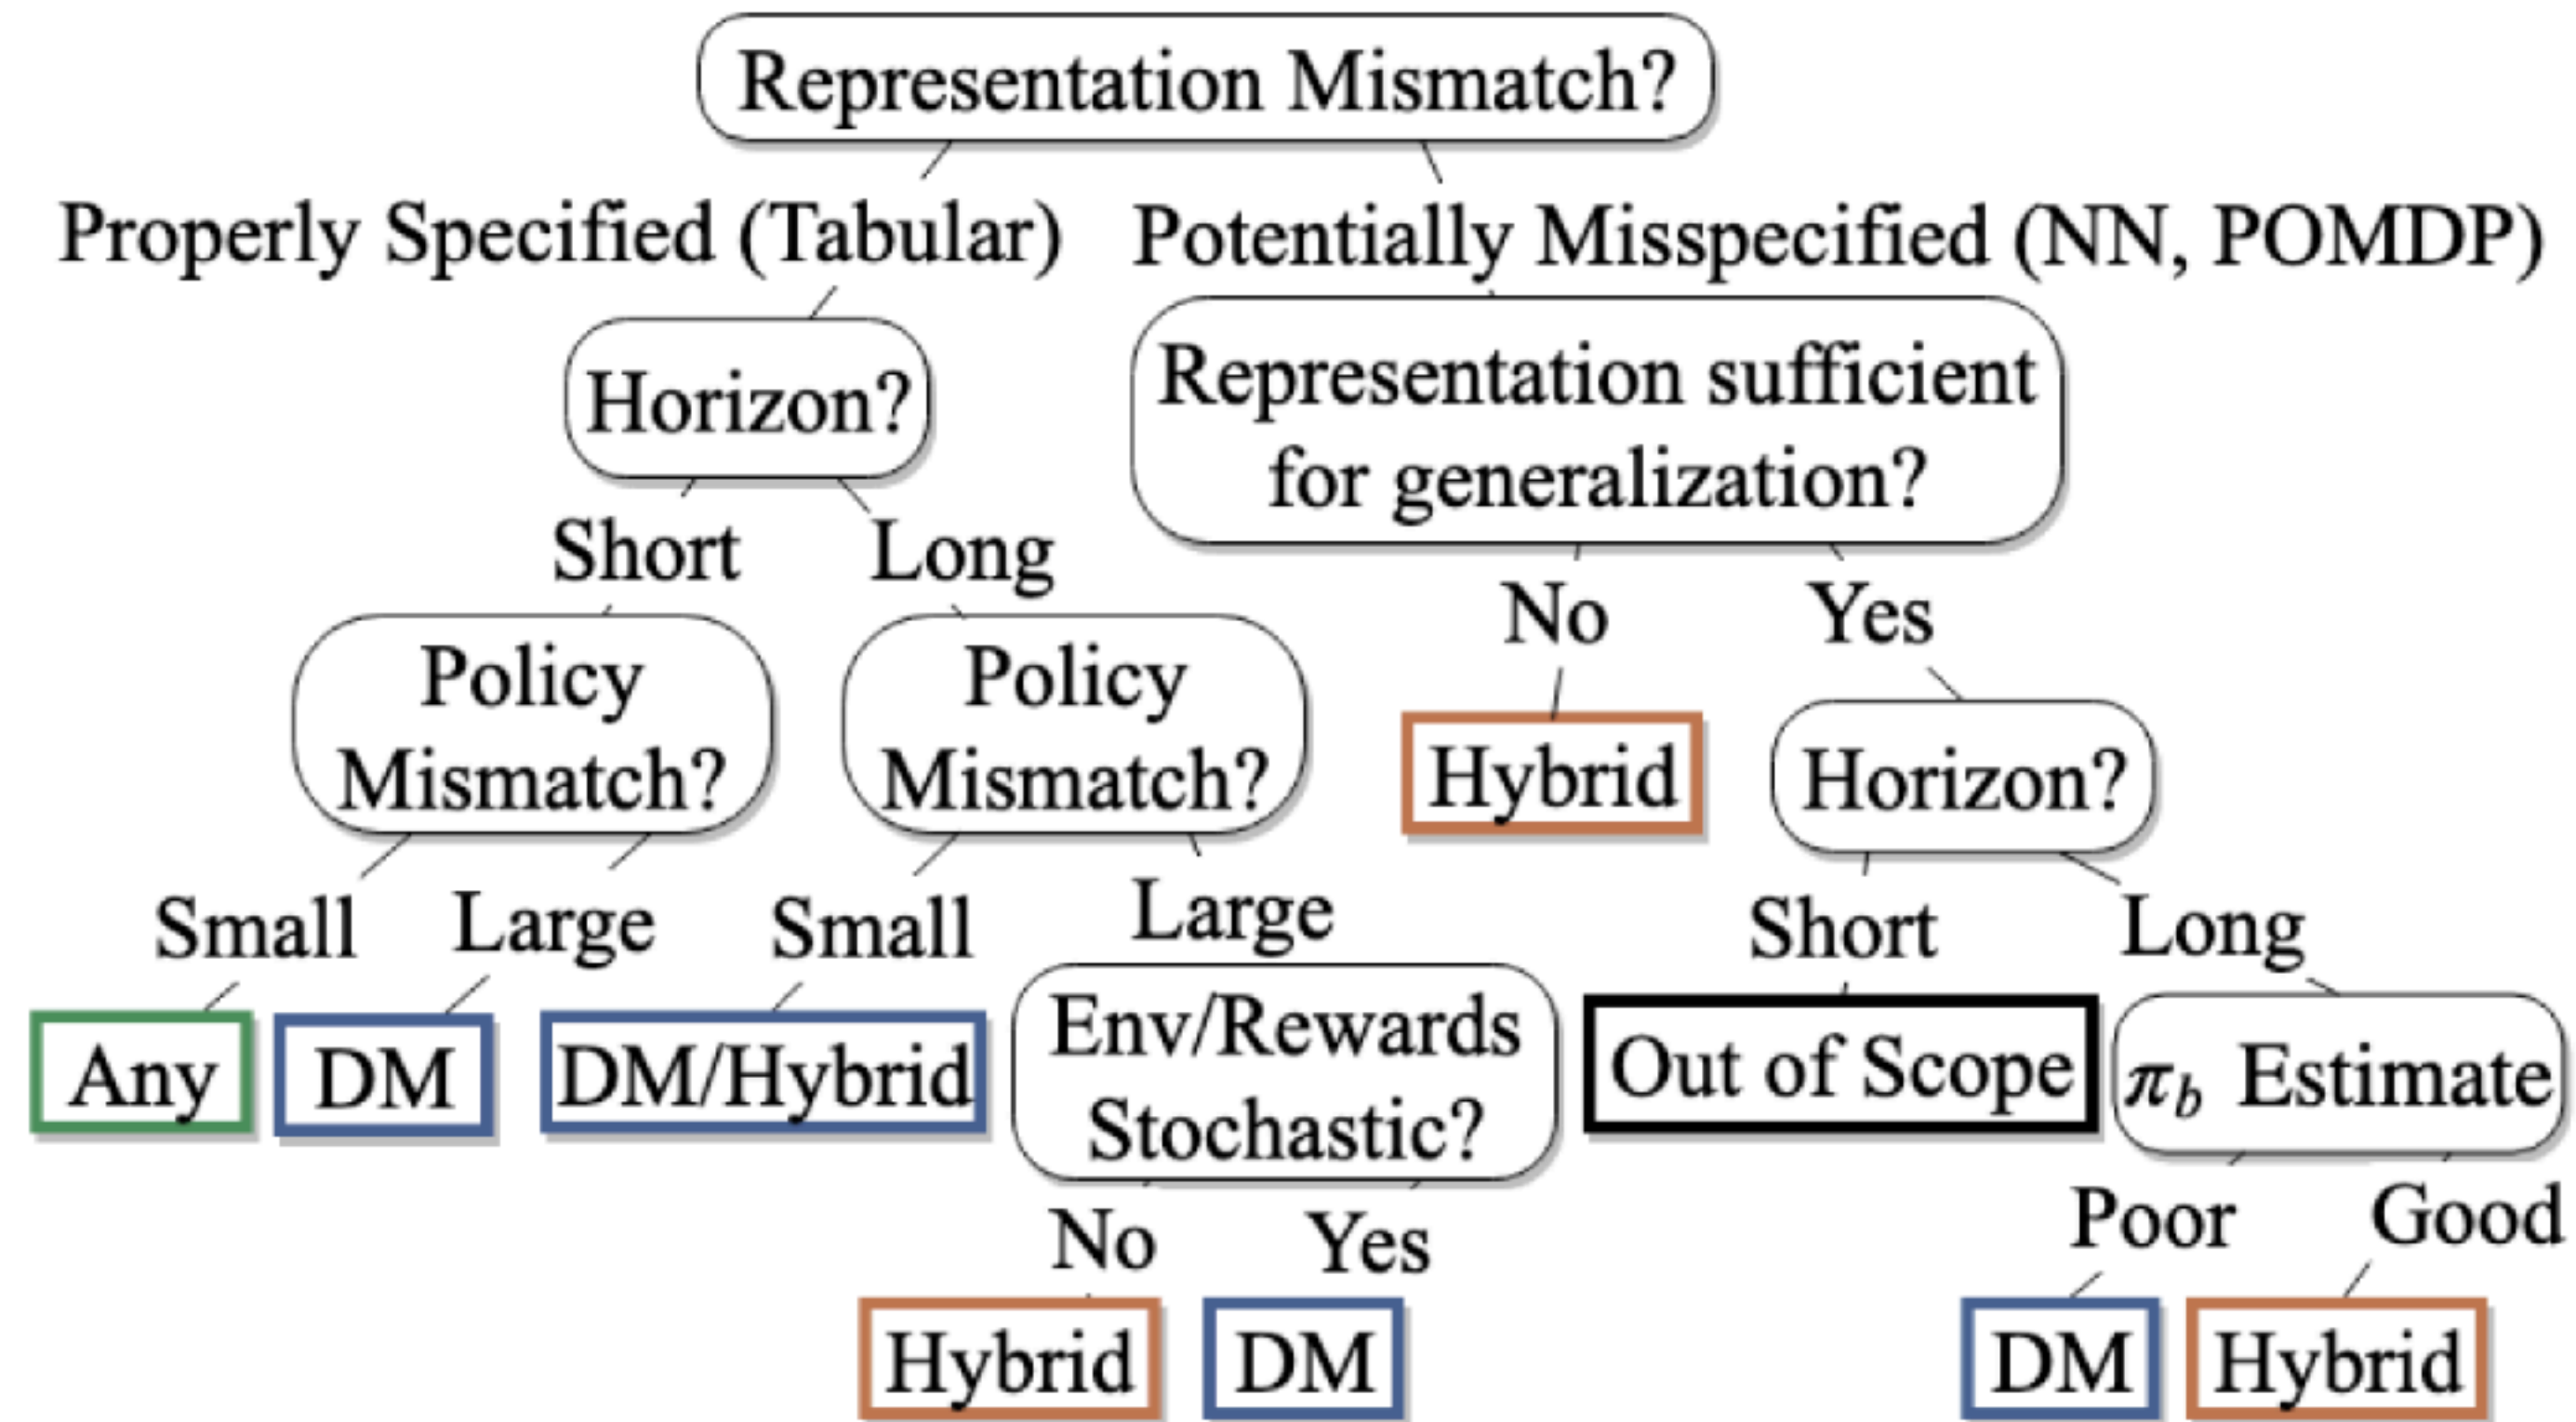 Representation Mismatch?
Properly Specified (Tabular)
Potentially Misspecified (NN, POMDP)
Horizon?
Representation sufficient
for generalization?
Short
Long
No
Yes
Policy
Mismatch?
Policy
Mismatch?
Hybrid
Horizon?
Small
Large
Small
Large
Short
Long
Any
DM
DM/Hybrid
Env/Rewards
Stochastic?
Out of Scope
π_b Estimate
No
Yes
Poor
Good
Hybrid
DM
DM
Hybrid